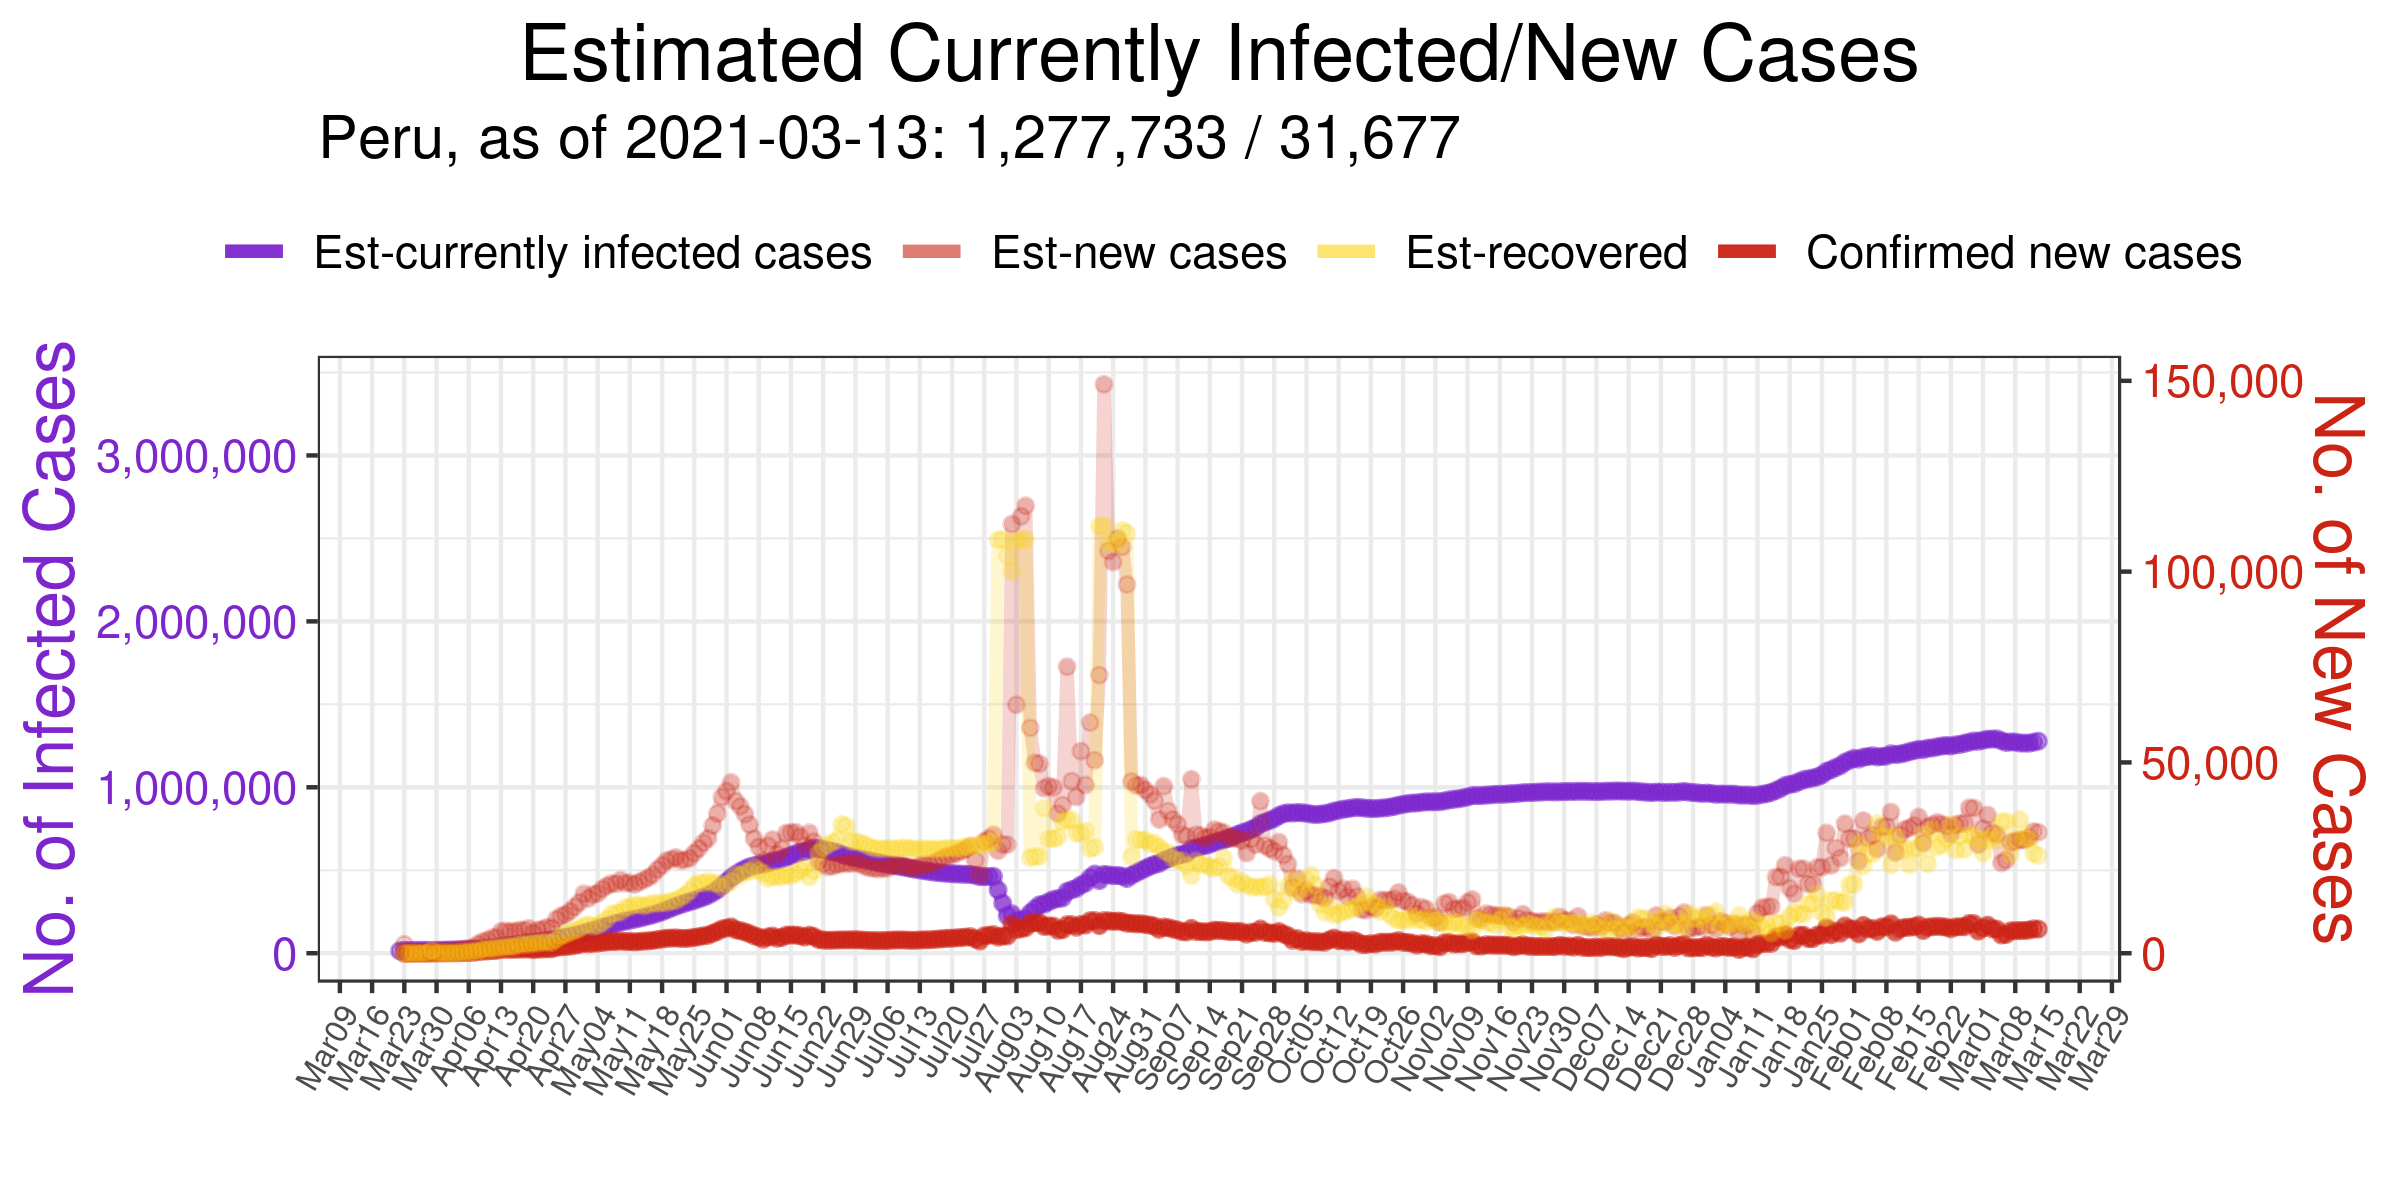 Estimated Currently Infected/New Cases
Peru, as of 2021-03-13: 1,277,733 / 31,677
Est-currently infected cases Est-new cases Est-recovered Confirmed new cases
No. of Infected Cases
3,000,000
2,000,000
1,000,000
0
150,000
100,000
50,000
0
No. of New Cases
Mar09 Mar16 Mar23 Mar30 Apr06 Apr13 Apr20 Apr27 May04 May11 May18 May25 Jun01 Jun08 Jun15 Jun22 Jun29 Jul06 Jul13 Jul20 Jul27 Aug03 Aug10 Aug17 Aug24 Aug31 Sep07 Sep14 Sep21 Sep28 Oct05 Oct12 Oct19 Oct26 Nov02 Nov09 Nov16 Nov23 Nov30 Dec07 Dec14 Dec21 Dec28 Jan04 Jan11 Jan18 Jan25 Feb01 Feb08 Feb15 Feb22 Mar01 Mar08 Mar15 Mar22 Mar29